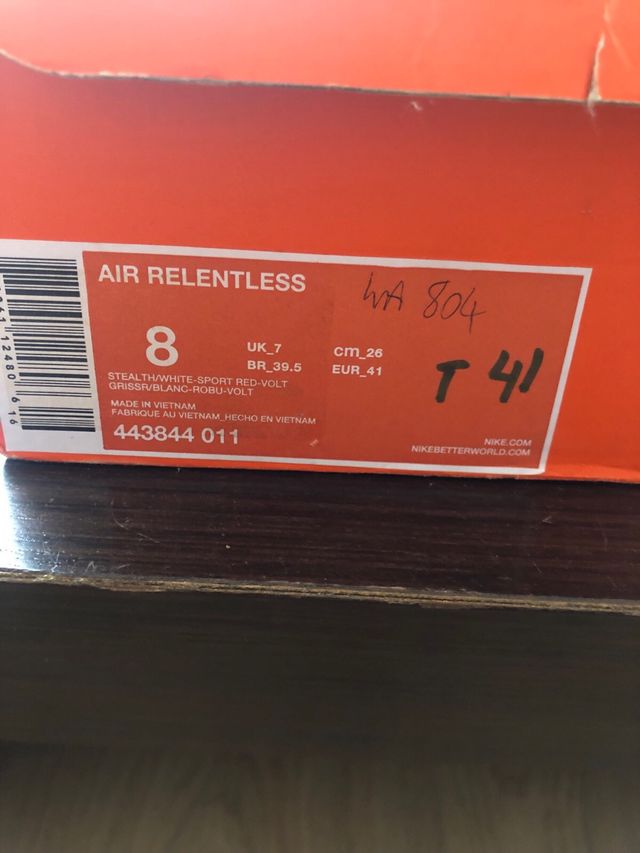 AIR RELENTLESS
804
8
UK_7
cm_26
BR_39.5
EUR_41
T 41
STEALTH/WHITE-SPORT RED-VOLT
GRISSR/BLANC-ROBU-VOLT
MADE IN VIETNAM
FABRIQUE AU VIETNAM_HECHO EN VIETNAM
443844 011
NIKE.COM
NIKEBETTERWORLD.COM